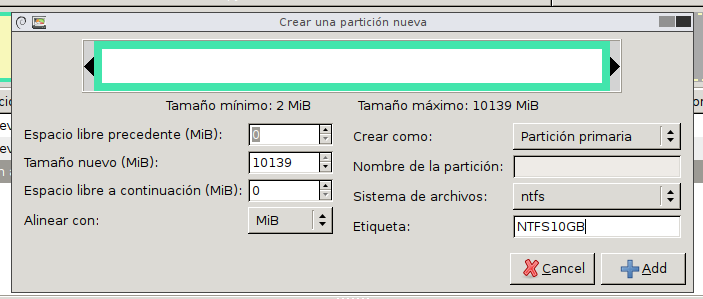 Crear una partición nueva
Tamaño mínimo: 2 MiB Tamaño máximo: 10139 MiB
Espacio libre precedente (MiB): 0 Crear como: Partición primaria
Tamaño nuevo (MiB): 10139 Nombre de la partición:
Espacio libre a continuación (MiB): 0 Sistema de archivos: ntfs
Alinear con: MiB Etiqueta: NTFS10GB
Cancel Add